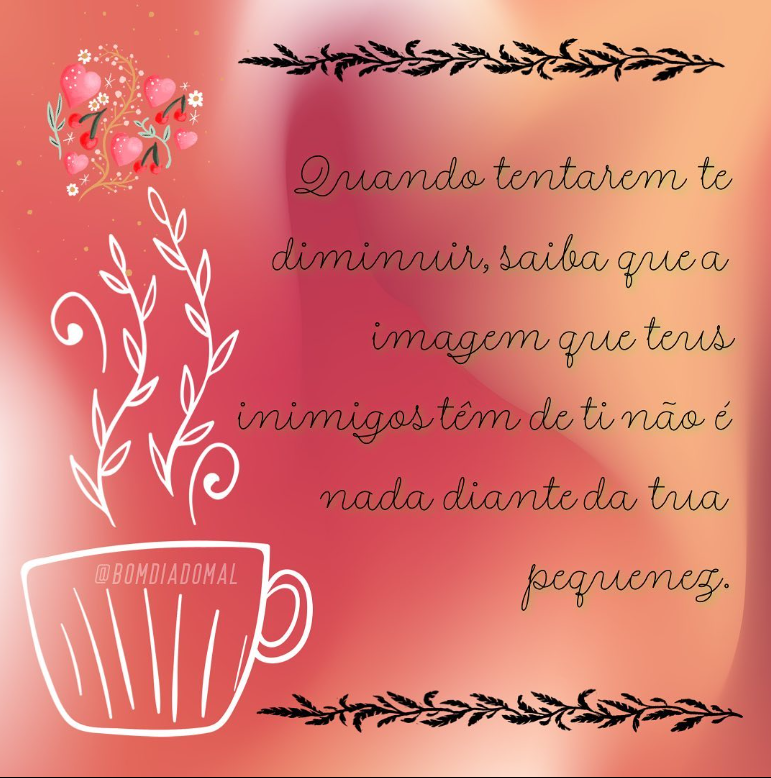 Quando tentarem te
diminuir, saiba que a
imagem que teus
inimigos têm de ti não é
nada diante da tua
pequenez.
@BOMDIADOMAL